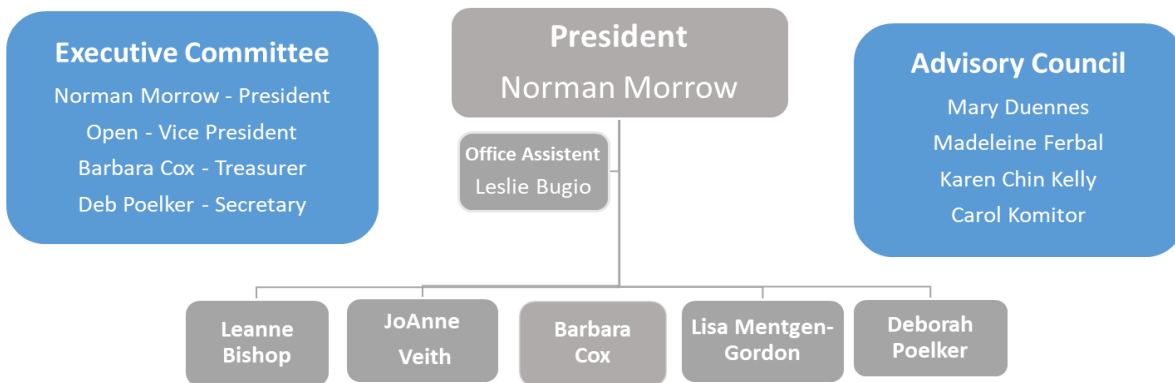 Executive Committee
Norman Morrow - President
Open - Vice President
Barbara Cox - Treasurer
Deb Poelker - Secretary
President
Norman Morrow
Office Assistent
Leslie Bugio
Advisory Council
Mary Duennes
Madeleine Ferbal
Karen Chin Kelly
Carol Komitor
Leanne
Bishop
JoAnne
Veith
Barbara
Cox
Lisa Mentgen-
Gordon
Deborah
Poelker